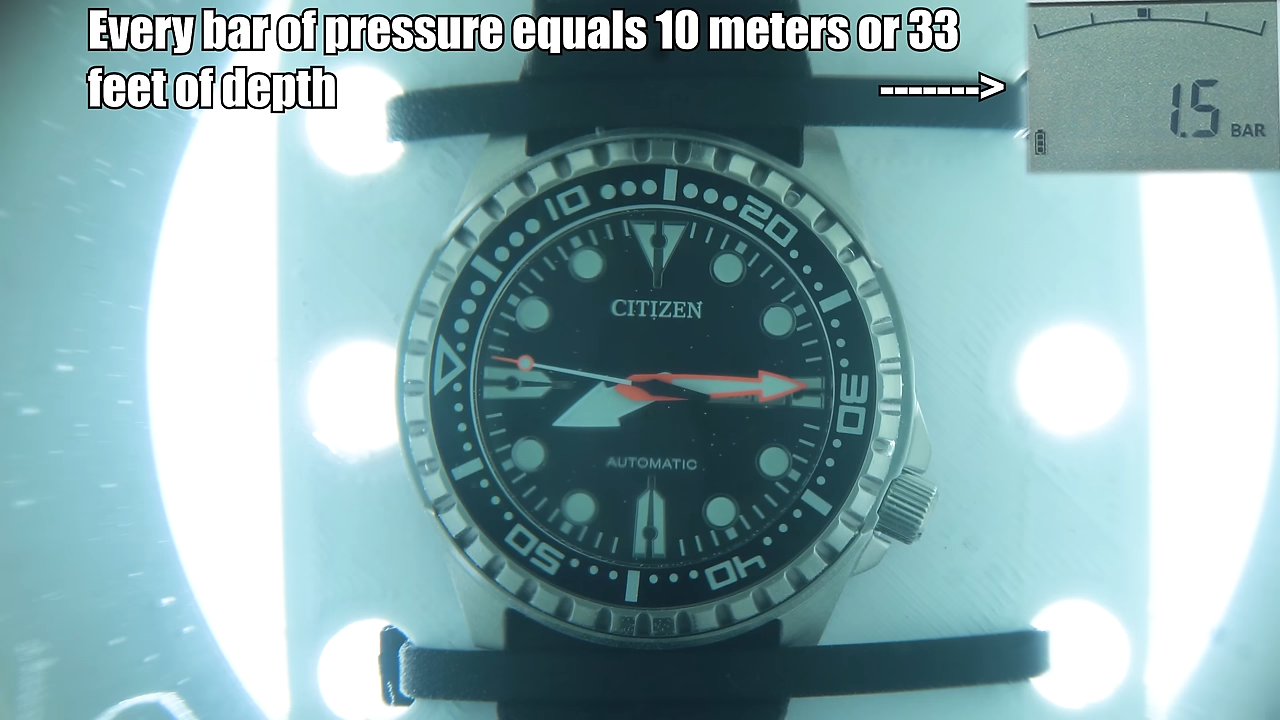 Every bar of pressure equals 10 meters or 33
feet of depth
------->
1.5 BAR
10
20
30
40
50
CITIZEN
AUTOMATIC